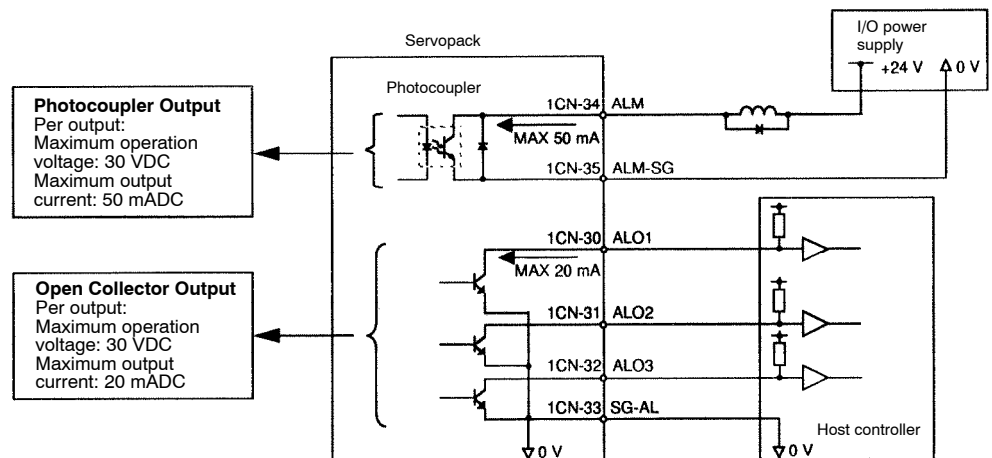 Servopack
I/O power
supply
+24 V
0 V
Photocoupler Output
Per output:
Maximum operation
voltage: 30 VDC
Maximum output
current: 50 mADC
Photocoupler
1CN-34
ALM
MAX 50 mA
1CN-35
ALM-SG
1CN-30
ALO1
MAX 20 mA
Open Collector Output
Per output:
Maximum operation
voltage: 30 VDC
Maximum output
current: 20 mADC
1CN-31
ALO2
1CN-32
ALO3
1CN-33
SG-AL
0 V
Host controller
0 V